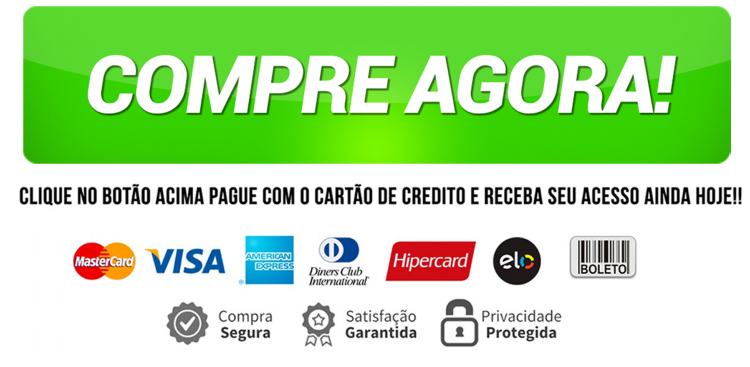 COMPRE AGORA!
CLIQUE NO BOTÃO ACIMA PAGUE COM O CARTÃO DE CREDITO E RECEBA SEU ACESSO AINDA HOJE!!
MasterCard VISA AMERICAN EXPRESS Diners Club International Hipercard elo BOLETO
Compra Segura
Satisfação Garantida
Privacidade Protegida